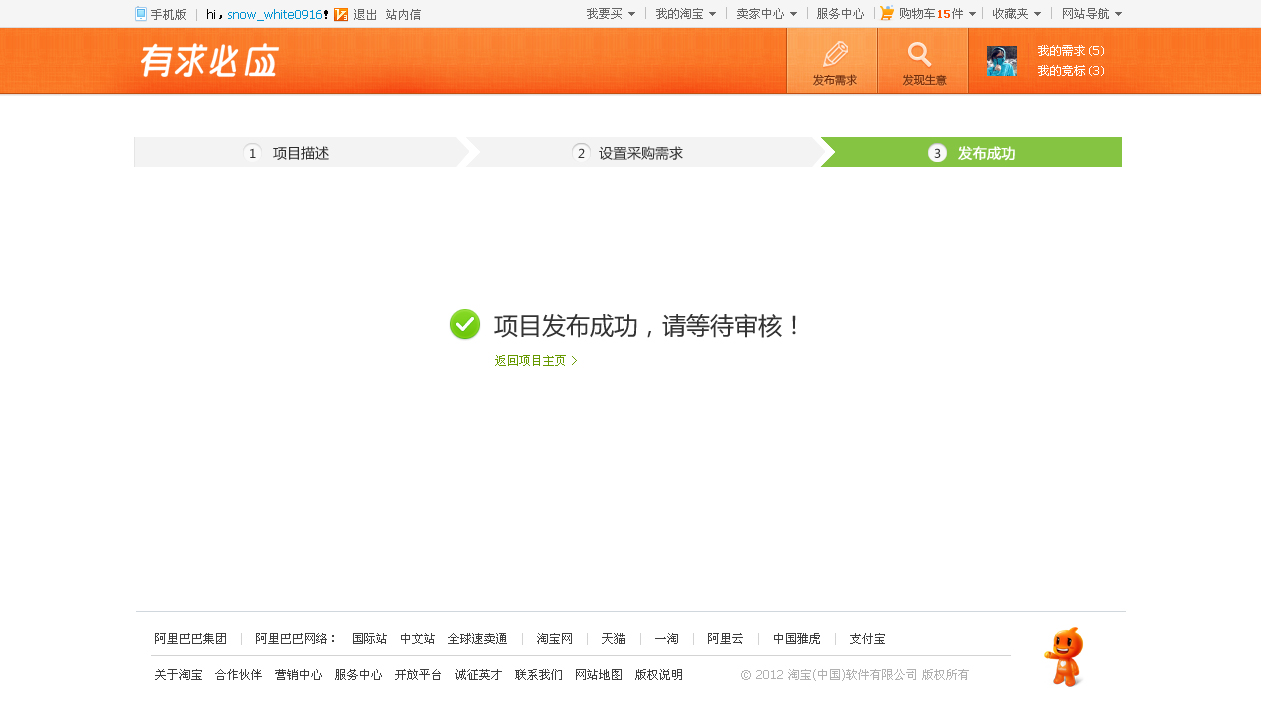 手机版 hi,snow_white0916! 退出 站内信 我要买 我的淘宝 卖家中心 服务中心 购物车15件 收藏夹 网站导航
有求必应 发布需求 发现生意 我的需求(5)
我的竞标(3)
1 项目描述 2 设置采购需求 3 发布成功
项目发布成功，请等待审核！
返回项目主页 >
阿里巴巴集团 阿里巴巴网络： 国际站 中文站 全球速卖通 淘宝网 天猫 一淘 阿里云 中国雅虎 支付宝
关于淘宝 合作伙伴 营销中心 服务中心 开放平台 诚征英才 联系我们 网站地图 版权说明 © 2012 淘宝(中国)软件有限公司 版权所有